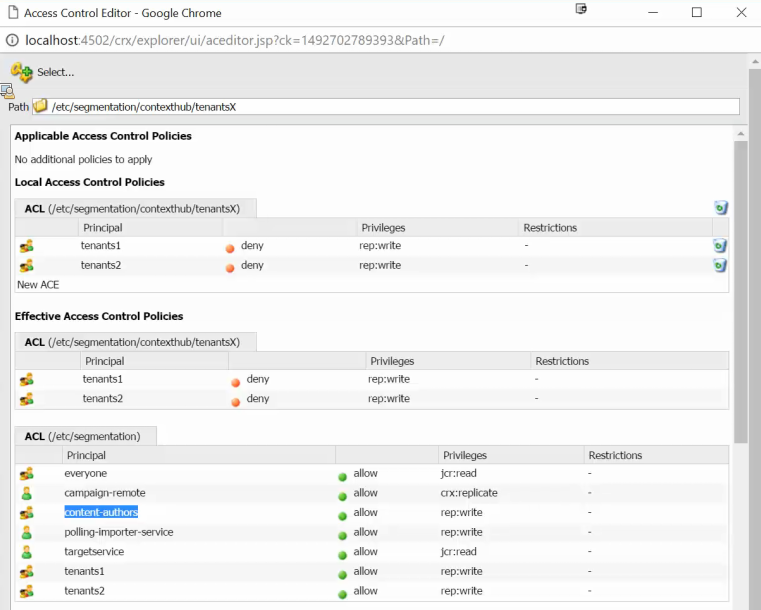 Access Control Editor - Google Chrome
localhost:4502/crx/explorer/ui/aceditor.jsp?ck=1492702789393&Path=/
Select...
Path /etc/segmentation/contexthub/tenantsX
Applicable Access Control Policies
No additional policies to apply
Local Access Control Policies
ACL (/etc/segmentation/contexthub/tenantsX)
Principal Privileges Restrictions
tenants1 deny rep:write -
tenants2 deny rep:write -
New ACE
Effective Access Control Policies
ACL (/etc/segmentation/contexthub/tenantsX)
Principal Privileges Restrictions
tenants1 deny rep:write -
tenants2 deny rep:write -
ACL (/etc/segmentation)
Principal Privileges Restrictions
everyone allow jcr:read -
campaign-remote allow crx:replicate -
content-authors allow rep:write -
polling-importer-service allow rep:write -
targetservice allow jcr:read -
tenants1 allow rep:write -
tenants2 allow rep:write -